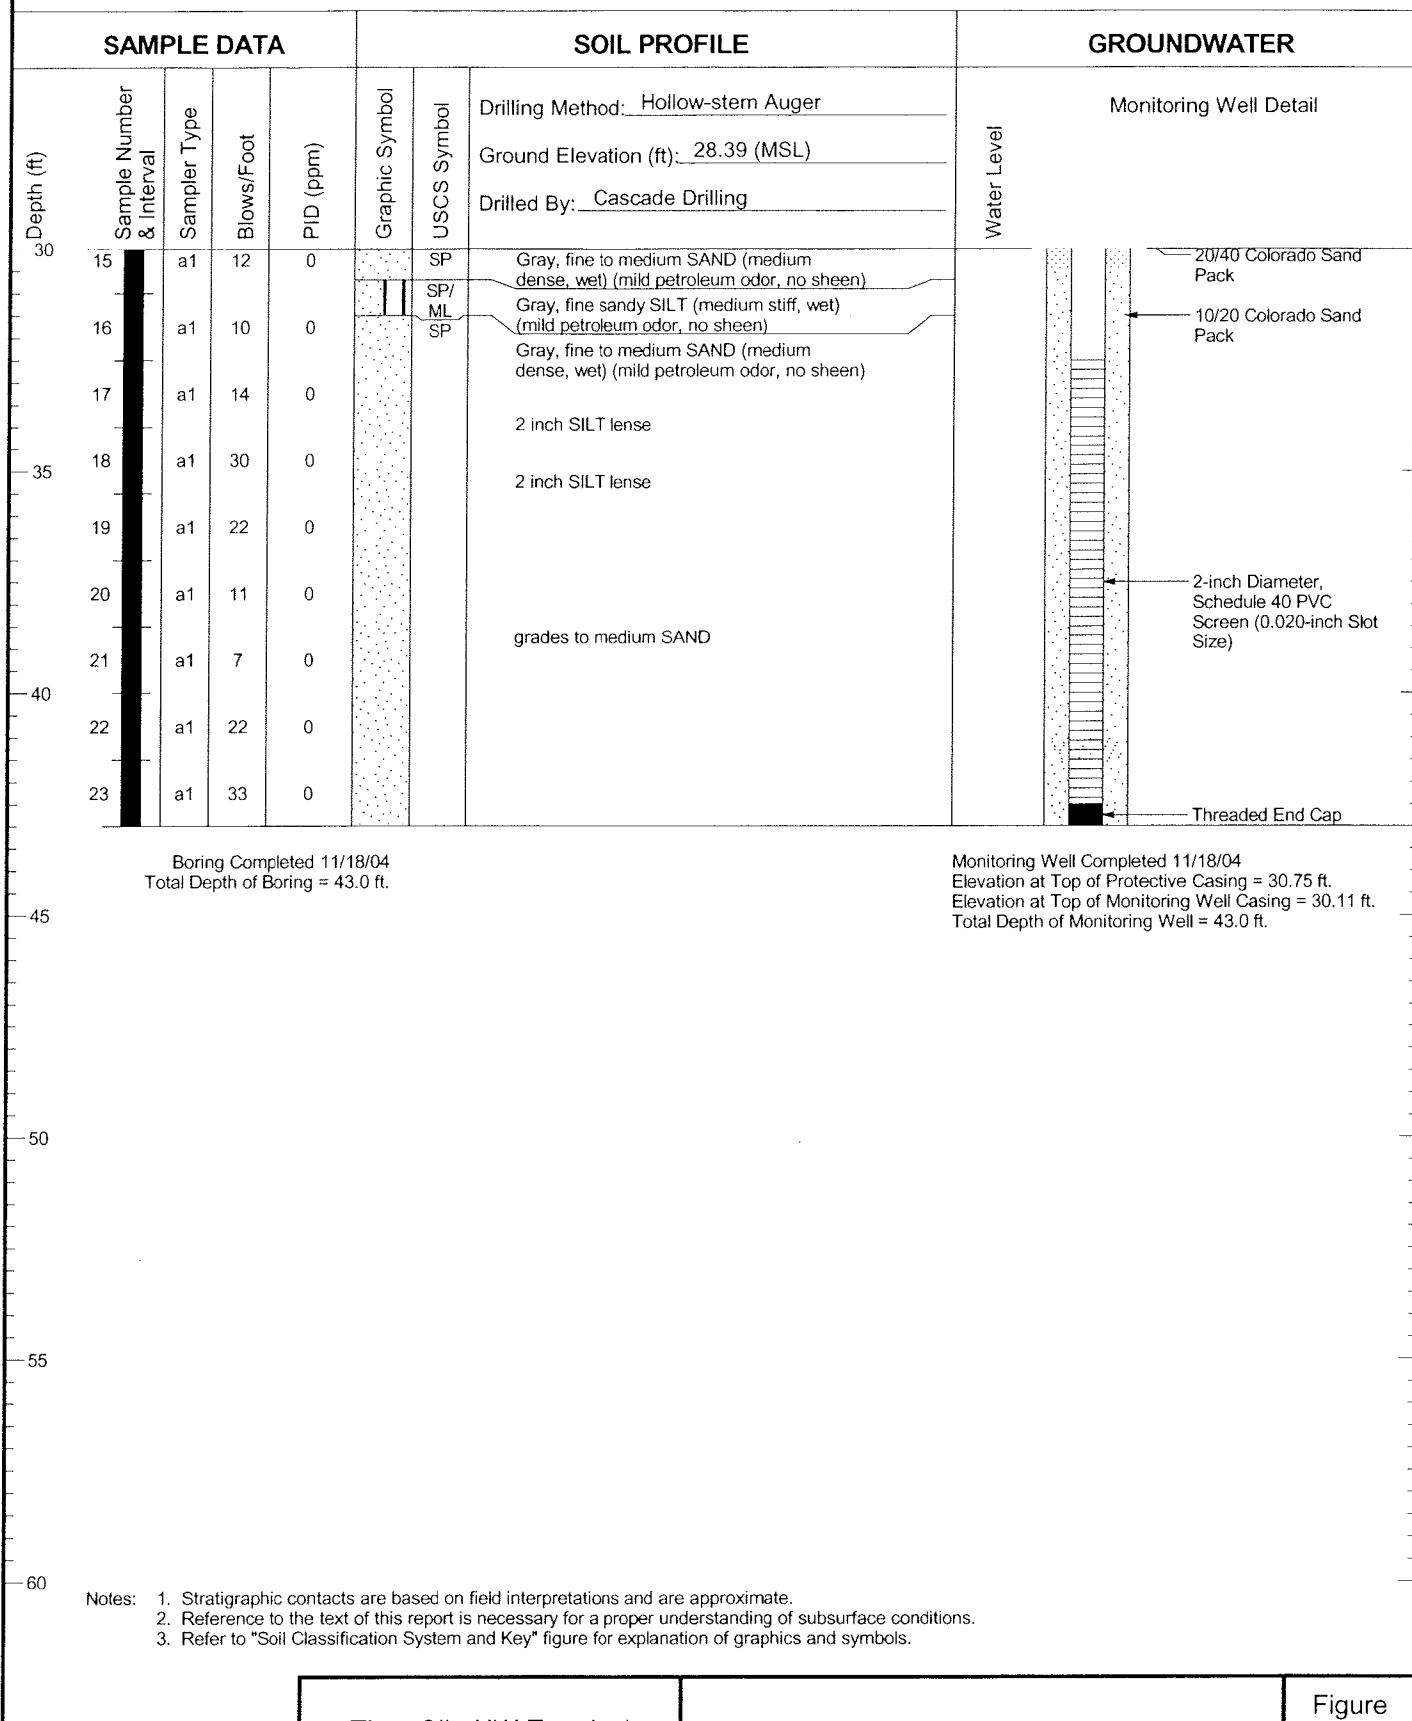 SAMPLE DATA
SOIL PROFILE
GROUNDWATER
Depth (ft)
Sample Number
& Interval
Sampler Type
Blows/Foot
PID (ppm)
Graphic Symbol
USCS Symbol
Drilling Method: Hollow-stem Auger
Ground Elevation (ft): 28.39 (MSL)
Drilled By: Cascade Drilling
Water Level
Monitoring Well Detail
30
15 a1 12 0 SP
Gray, fine to medium SAND (medium
dense, wet) (mild petroleum odor, no sheen)
SP/
ML
Gray, fine sandy SILT (medium stiff, wet)
(mild petroleum odor, no sheen)
16 a1 10 0 SP
Gray, fine to medium SAND (medium
dense, wet) (mild petroleum odor, no sheen)
17 a1 14 0
2 inch SILT lense
18 a1 30 0
35
2 inch SILT lense
19 a1 22 0
20 a1 11 0
grades to medium SAND
21 a1 7 0
40
22 a1 22 0
23 a1 33 0
20/40 Colorado Sand
Pack
10/20 Colorado Sand
Pack
2-inch Diameter,
Schedule 40 PVC
Screen (0.020-inch Slot
Size)
Threaded End Cap
Boring Completed 11/18/04
Total Depth of Boring = 43.0 ft.
Monitoring Well Completed 11/18/04
Elevation at Top of Protective Casing = 30.75 ft.
Elevation at Top of Monitoring Well Casing = 30.11 ft.
Total Depth of Monitoring Well = 43.0 ft.
45
50
55
60
Notes: 1. Stratigraphic contacts are based on field interpretations and are approximate.
2. Reference to the text of this report is necessary for a proper understanding of subsurface conditions.
3. Refer to "Soil Classification System and Key" figure for explanation of graphics and symbols.
Figure